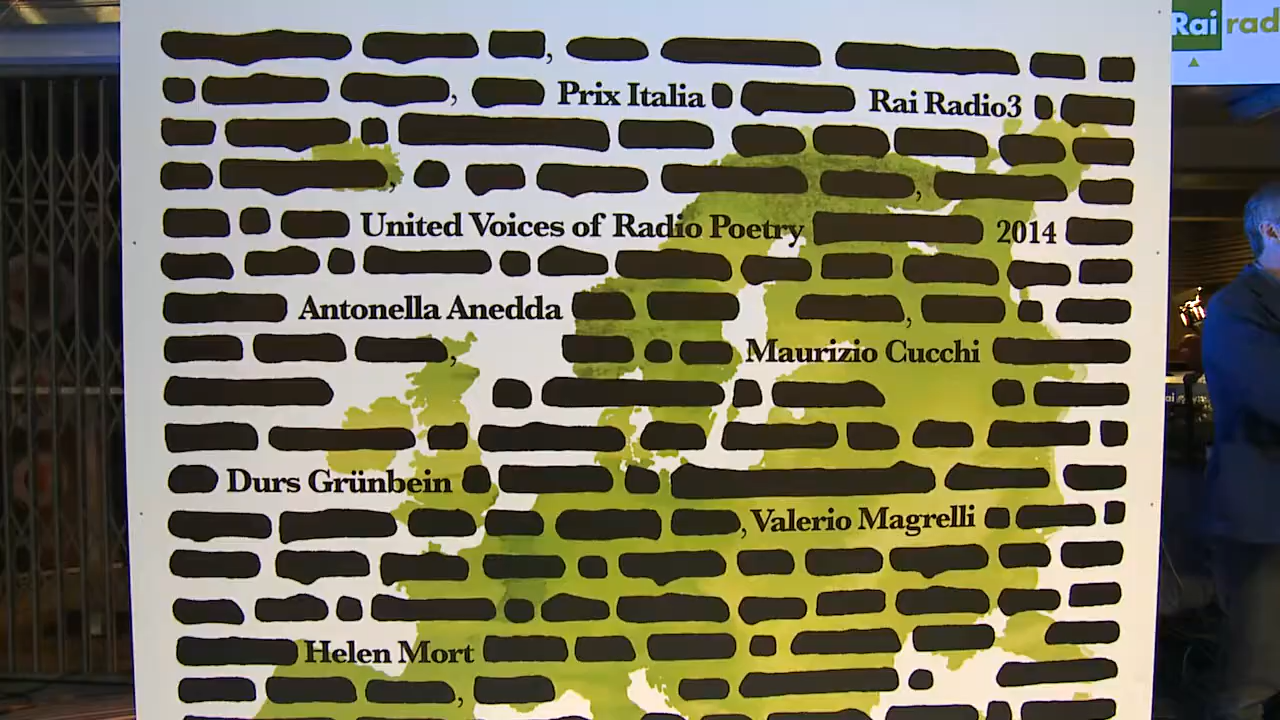 Rai rad
Prix Italia Rai Radio3
United Voices of Radio Poetry 2014
Antonella Anedda
Maurizio Cucchi
Durs Grünbein
, Valerio Magrelli
Helen Mort